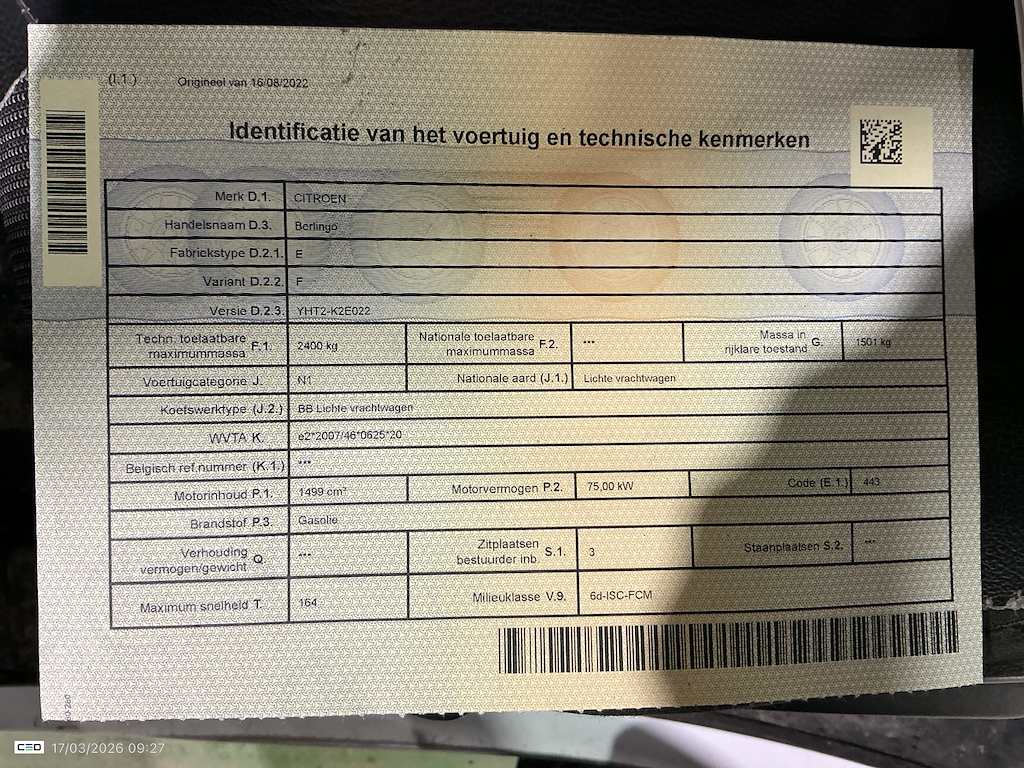 (I.1.) Origineel van 16/08/2022
Identificatie van het voertuig en technische kenmerken
Merk D.1. CITROEN
Handelsnaam D.3. Berlingo
Fabriekstype D.2.1. E
Variant D.2.2. F
Versie D.2.3. YHT2-K2E022
Techn. toelaatbare maximummassa F.1. 2400 kg Nationale toelaatbare maximummassa F.2. *** Massa in rijklare toestand G. 1501 kg
Voertuigcategorie J. N1 Nationale aard (J.1.) Lichte vrachtwagen
Koetswerktype (J.2.) BB Lichte vrachtwagen
WVTA K. e2*2007/46*0625*20
Belgisch ref.nummer (K.1.) ***
Motorinhoud P.1. 1499 cm³ Motorvermogen P.2. 75,00 kW Code (E.1.) 443
Brandstof P.3. Gasolie
Verhouding vermogen/gewicht Q. *** Zitplaatsen bestuurder inb. S.1. 3 Staanplaatsen S.2. ***
Maximum snelheid T. 164 Milieuklasse V.9. 6d-ISC-FCM
17/03/2026 09:27